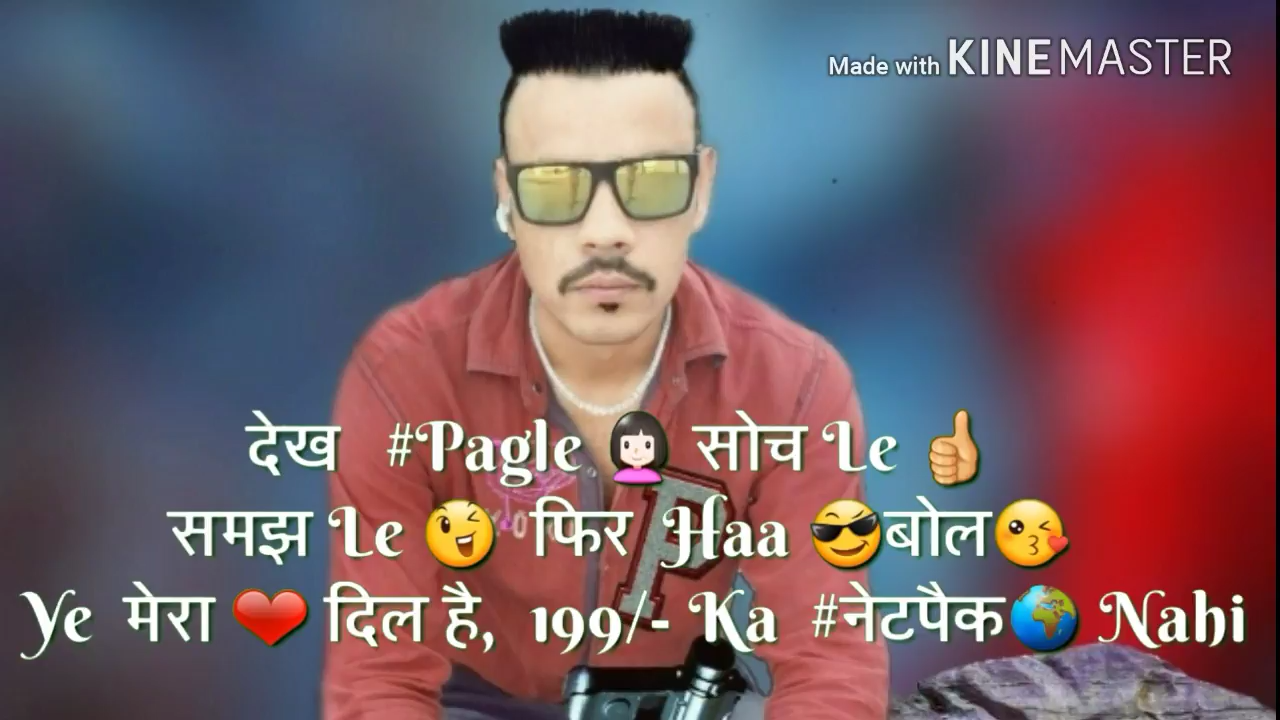 Made with KINEMASTER
देख #Pagle 👩🏻 सोच Le 👍
समझ Le 😉 फिर Haa 😎बोल😘
Ye मेरा ❤ दिल है, 199/- Ka #नेटपैक🌍 Nahi